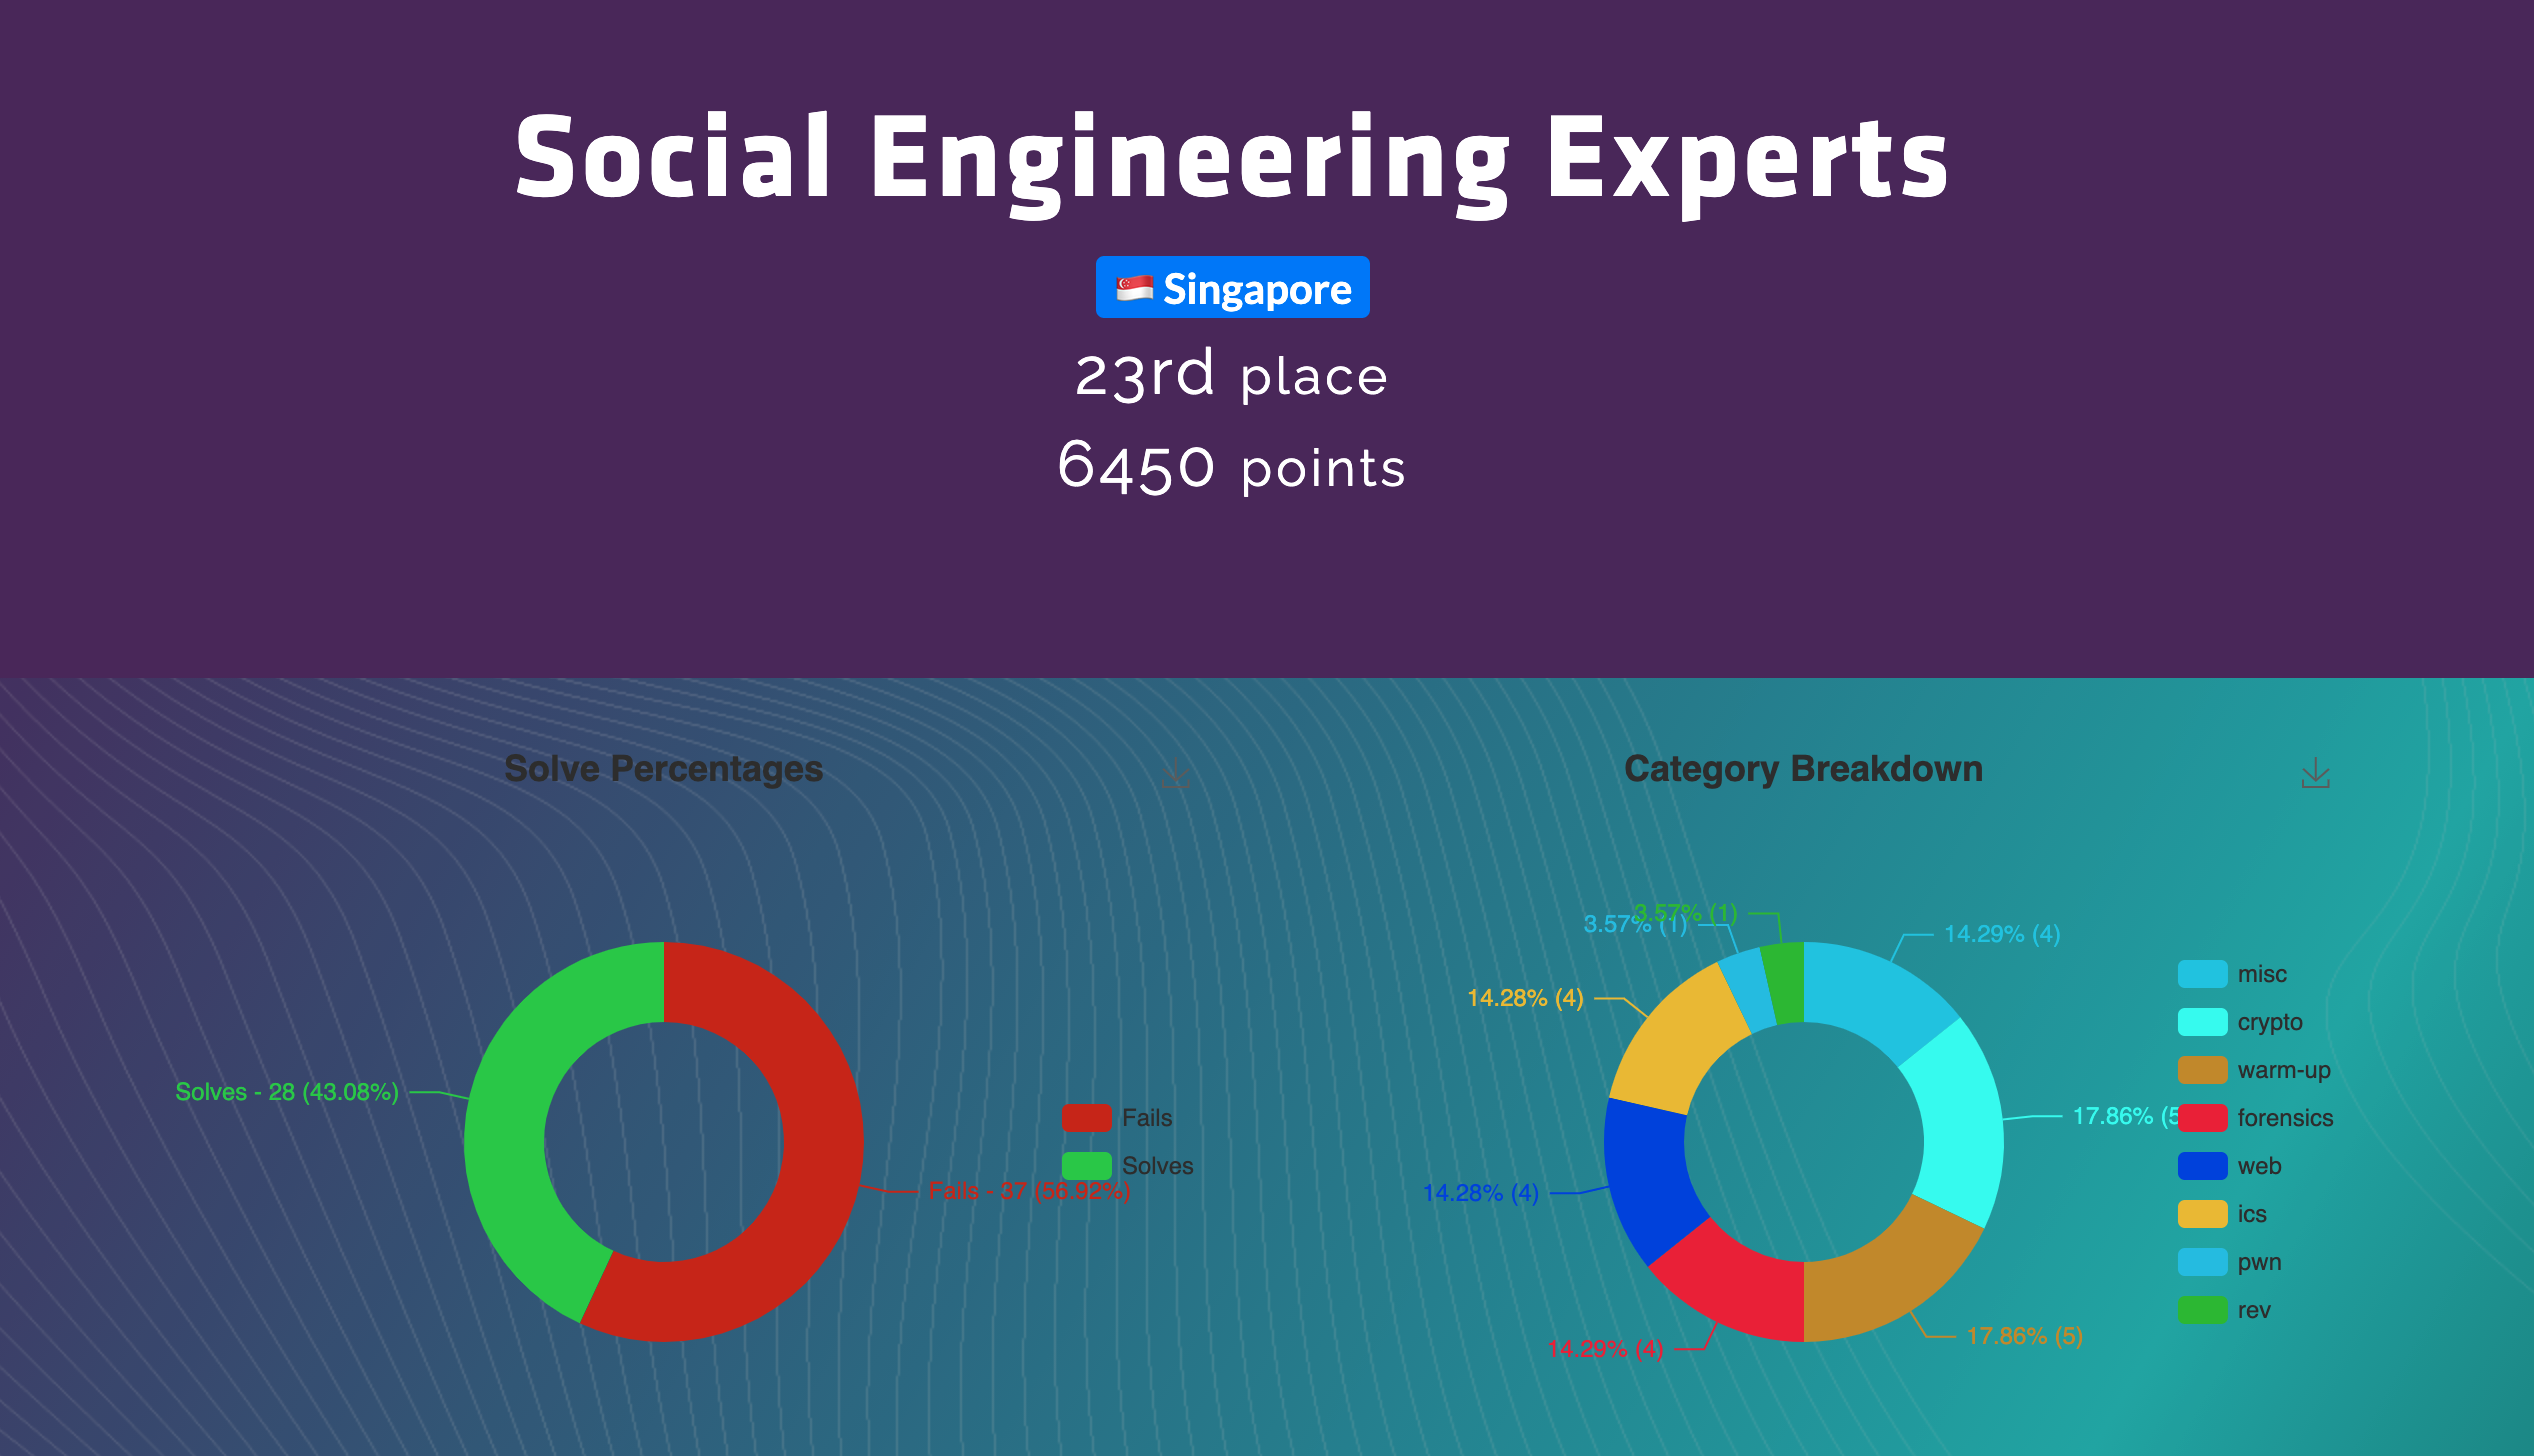 Social Engineering Experts
🇸🇬 Singapore
23rd place
6450 points
Solve Percentages
Solves - 28 (43.08%)
Fails - 37 (56.92%)
Fails
Solves
Category Breakdown
3.57% (1)
3.57% (1)
14.29% (4)
14.28% (4)
17.86% (5
14.28% (4)
14.29% (4)
17.86% (5)
misc
crypto
warm-up
forensics
web
ics
pwn
rev